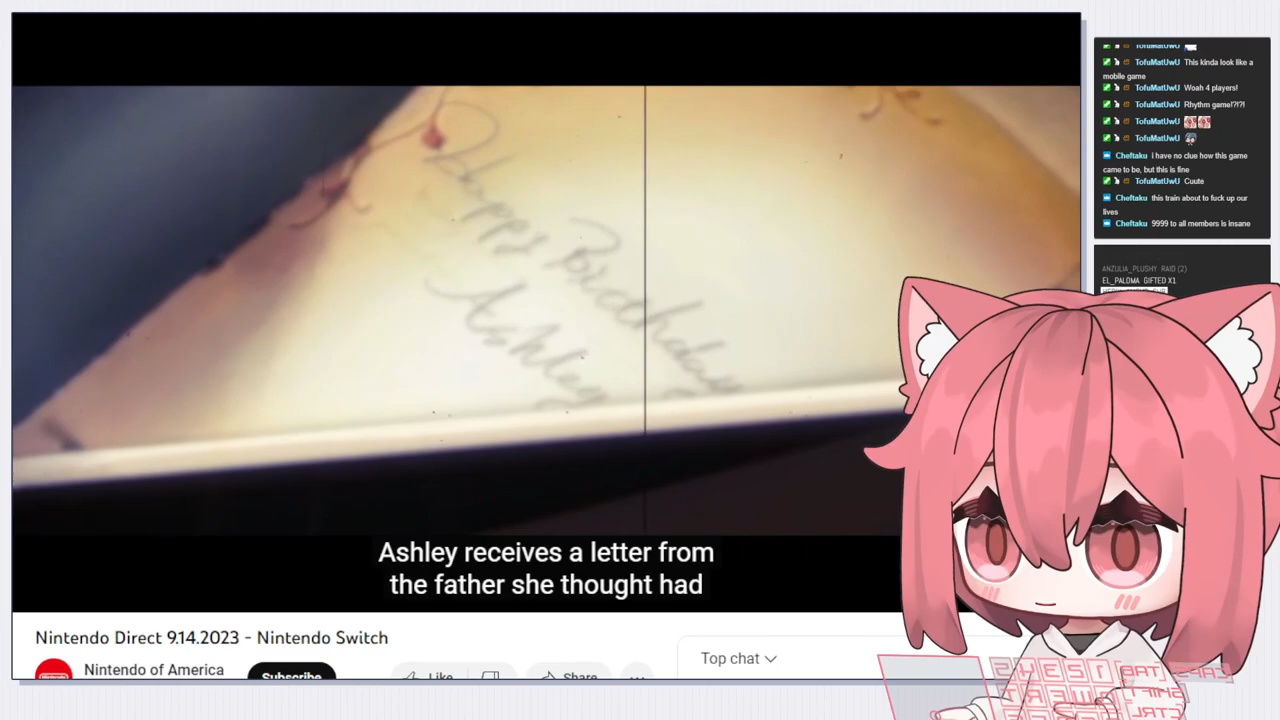 Happy Birthday
Ashley
Ashley receives a letter from
the father she thought had
Nintendo Direct 9.14.2023 - Nintendo Switch
Nintendo of America
Subscribe
Like
Share
Top chat
TofuMatUwU
TofuMatUwU This kinda look like a
mobile game
TofuMatUwU Woah 4 players!
TofuMatUwU Rhythm game!?!?!
TofuMatUwU
TofuMatUwU
Cheftaku i have no clue how this game
came to be, but this is fine
TofuMatUwU Cuute
Cheftaku this train about to fuck up our
lives
Cheftaku 9999 to all members is insane
ANZULIA_PLUSHY RAID (2)
EL_PALOMA GIFTED X1